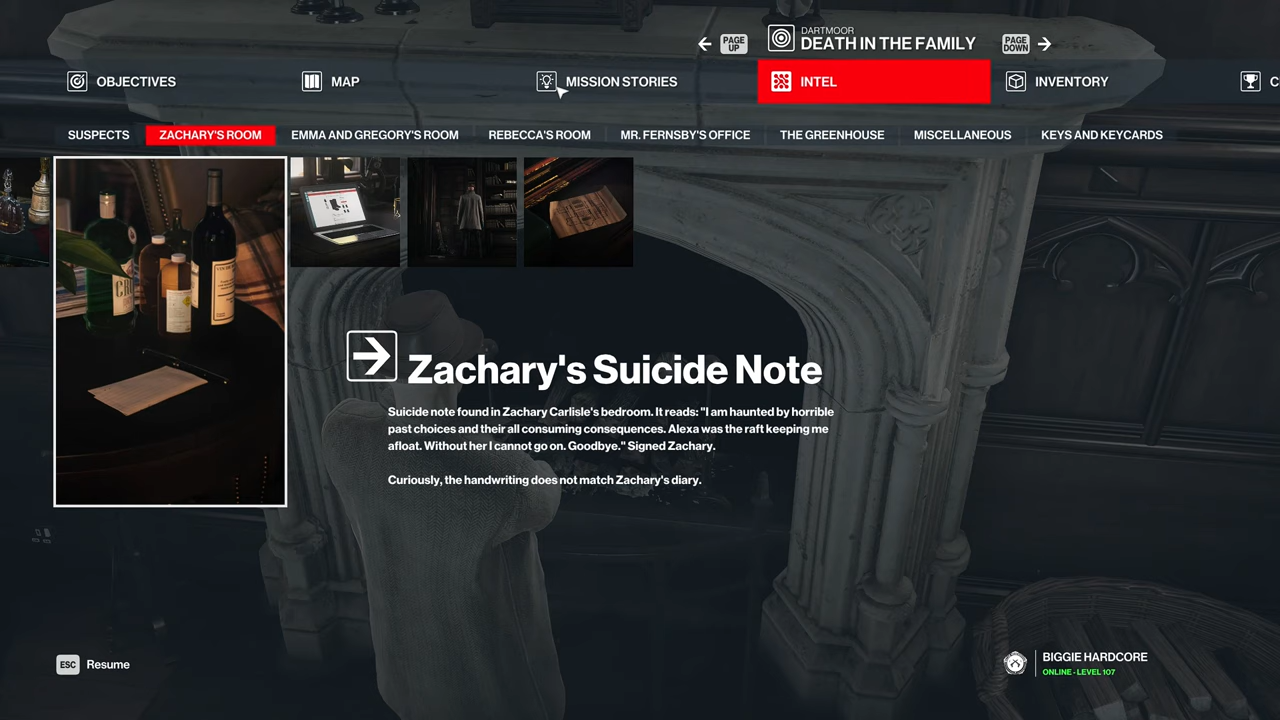 PAGE UP
DARTMOOR
DEATH IN THE FAMILY
PAGE DOWN
OBJECTIVES
MAP
MISSION STORIES
INTEL
INVENTORY
C
SUSPECTS
ZACHARY'S ROOM
EMMA AND GREGORY'S ROOM
REBECCA'S ROOM
MR. FERNSBY'S OFFICE
THE GREENHOUSE
MISCELLANEOUS
KEYS AND KEYCARDS
Zachary's Suicide Note
Suicide note found in Zachary Carlisle's bedroom. It reads: "I am haunted by horrible
past choices and their all consuming consequences. Alexa was the raft keeping me
afloat. Without her I cannot go on. Goodbye." Signed Zachary.
Curiously, the handwriting does not match Zachary's diary.
ESC Resume
BIGGIE HARDCORE
ONLINE - LEVEL 107